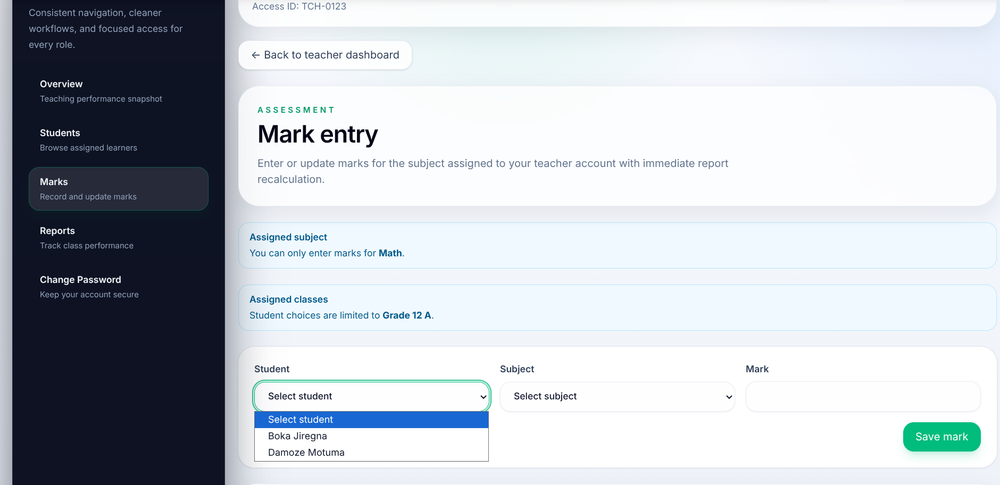 Consistent navigation, cleaner
workflows, and focused access for
every role.
Overview
Teaching performance snapshot
Students
Browse assigned learners
Marks
Record and update marks
Reports
Track class performance
Change Password
Keep your account secure
Access ID: TCH-0123
← Back to teacher dashboard
ASSESSMENT
Mark entry
Enter or update marks for the subject assigned to your teacher account with immediate report
recalculation.
Assigned subject
You can only enter marks for Math.
Assigned classes
Student choices are limited to Grade 12 A.
Student
Select student
Select student
Boka Jiregna
Damoze Motuma
Subject
Select subject
Mark
Save mark